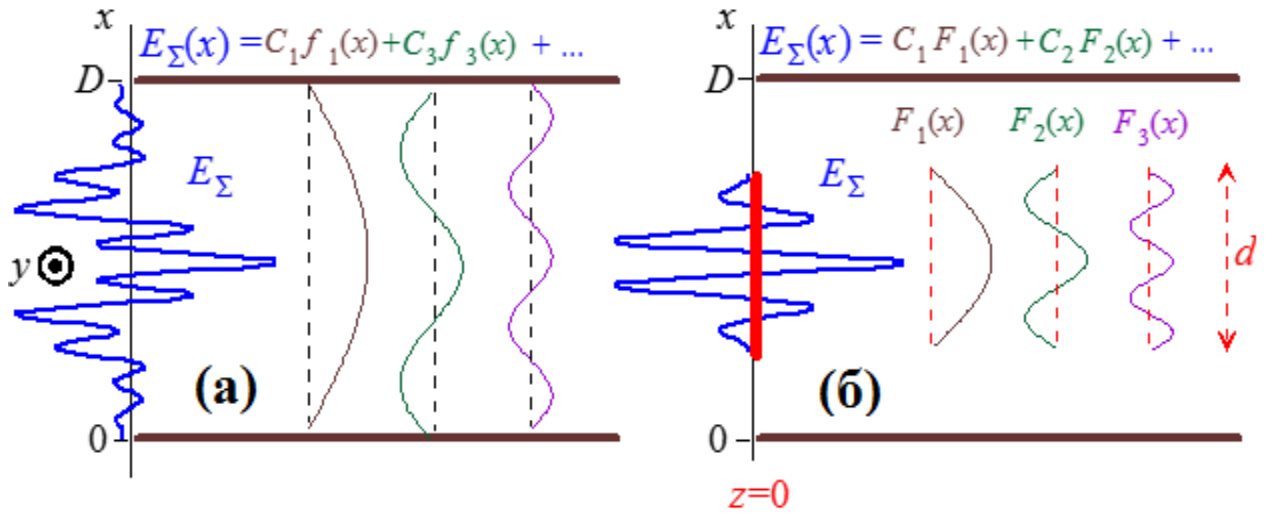 x
E_Σ(x) =C_1 f_1(x)+C_3 f_3(x) + ...
D
E_Σ
y
(а)
0
x
E_Σ(x) = C_1 F_1(x)+C_2 F_2(x) + ...
D
F_1(x) F_2(x) F_3(x)
E_Σ
d
(б)
0
z=0